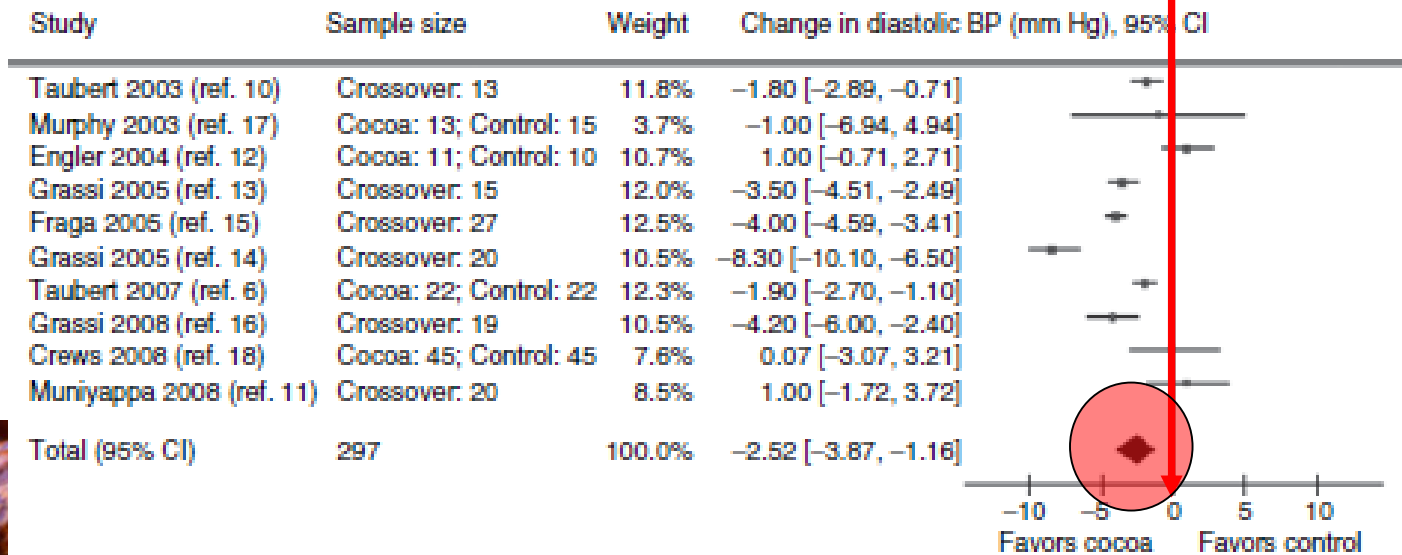 Study Sample size Weight Change in diastolic BP (mm Hg), 95% CI
Taubert 2003 (ref. 10) Crossover: 13 11.8% −1.80 [−2.89, −0.71]
Murphy 2003 (ref. 17) Cocoa: 13; Control: 15 3.7% −1.00 [−6.94, 4.94]
Engler 2004 (ref. 12) Cocoa: 11; Control: 10 10.7% 1.00 [−0.71, 2.71]
Grassi 2005 (ref. 13) Crossover: 15 12.0% −3.50 [−4.51, −2.49]
Fraga 2005 (ref. 15) Crossover: 27 12.5% −4.00 [−4.59, −3.41]
Grassi 2005 (ref. 14) Crossover: 20 10.5% −8.30 [−10.10, −6.50]
Taubert 2007 (ref. 6) Cocoa: 22; Control: 22 12.3% −1.90 [−2.70, −1.10]
Grassi 2008 (ref. 16) Crossover: 19 10.5% −4.20 [−6.00, −2.40]
Crews 2008 (ref. 18) Cocoa: 45; Control: 45 7.6% 0.07 [−3.07, 3.21]
Muniyappa 2008 (ref. 11) Crossover: 20 8.5% 1.00 [−1.72, 3.72]
Total (95% CI) 297 100.0% −2.52 [−3.87, −1.16]
−10 −5 0 5 10
Favors cocoa Favors control